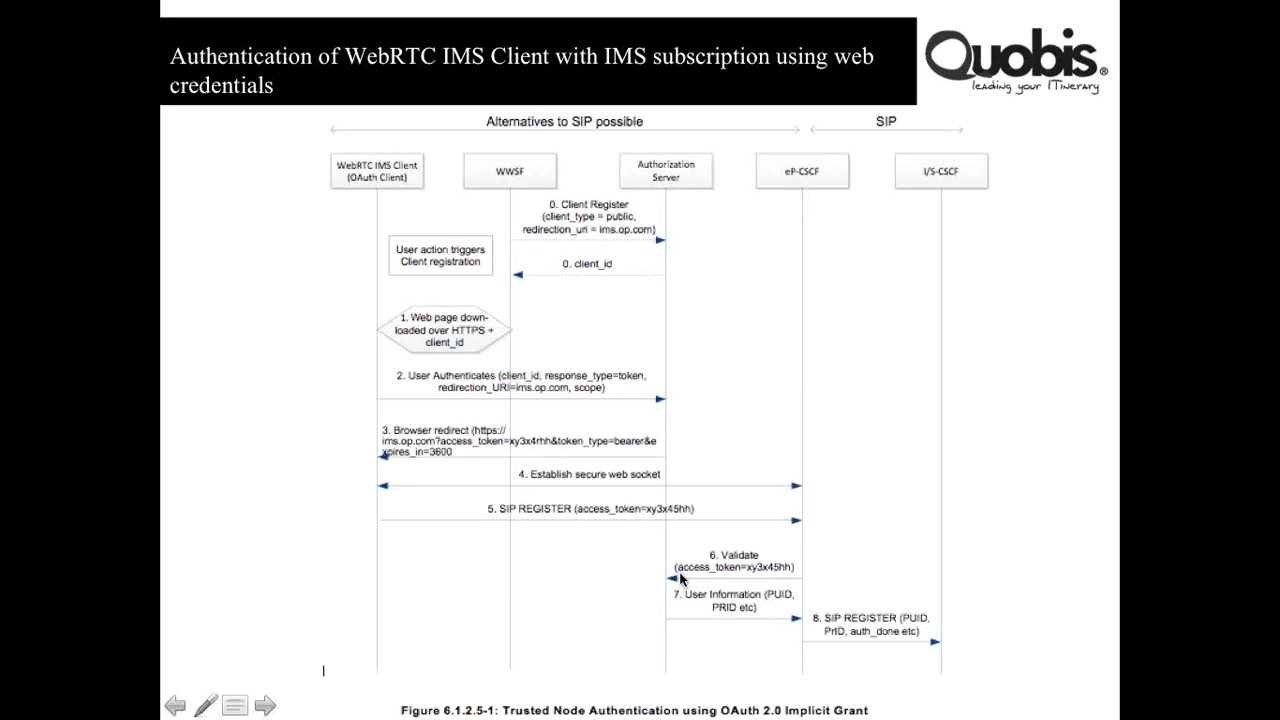 Authentication of WebRTC IMS Client with IMS subscription using web
credentials
Quobis®
leading your ITinerary
Alternatives to SIP possible
SIP
WebRTC IMS Client
(OAuth Client)
WWSF
Authorization
Server
eP-CSCF
I/S-CSCF
0. Client Register
(client_type = public,
redirection_uri = ims.op.com)
User action triggers
Client registration
0. client_id
1. Web page down-
loaded over HTTPS +
client_id
2. User Authenticates (client_id, response_type=token,
redirection_URI=ims.op.com, scope)
3. Browser redirect (https://
ims.op.com?access_token=xy3x4rhh&token_type=bearer&e
xpires_in=3600
4. Establish secure web socket
5. SIP REGISTER (access_token=xy3x45hh)
6. Validate
(access_token=xy3x45hh)
7. User Information (PUID,
PRID etc)
8. SIP REGISTER (PUID,
PrID, auth_done etc)
Figure 6.1.2.5-1: Trusted Node Authentication using OAuth 2.0 Implicit Grant